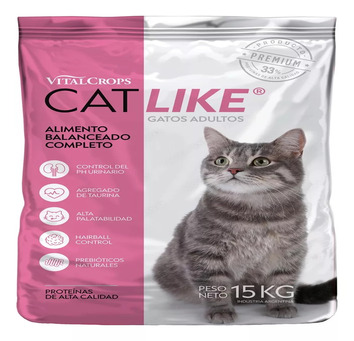 VITALCROPS
CAT LIKE®
GATOS ADULTOS
PRODUCTO
PREMIUM
33%
ALIMENTO
BALANCEADO
COMPLETO
CONTROL DEL
PH URINARIO
AGREGADO
DE TAURINA
ALTA
PALATABILIDAD
HAIRBALL
CONTROL
PREBIÓTICOS
NATURALES
PROTEÍNAS
DE ALTA CALIDAD
PESO
NETO
15 KG
INDUSTRIA ARGENTINA